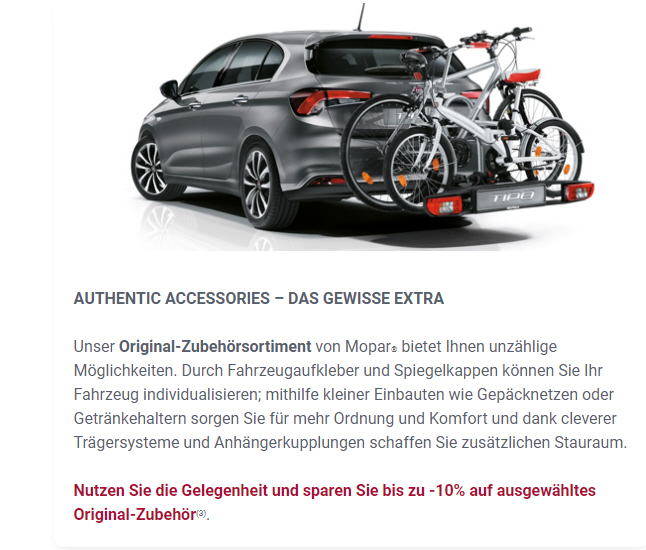 TIPO
AUTHENTIC ACCESSORIES – DAS GEWISSE EXTRA
Unser Original-Zubehörsortiment von Mopar® bietet Ihnen unzählige
Möglichkeiten. Durch Fahrzeugaufkleber und Spiegelkappen können Sie Ihr
Fahrzeug individualisieren; mithilfe kleiner Einbauten wie Gepäcknetzen oder
Getränkehaltern sorgen Sie für mehr Ordnung und Komfort und dank cleverer
Trägersysteme und Anhängerkupplungen schaffen Sie zusätzlichen Stauraum.
Nutzen Sie die Gelegenheit und sparen Sie bis zu -10% auf ausgewähltes
Original-Zubehör(3).